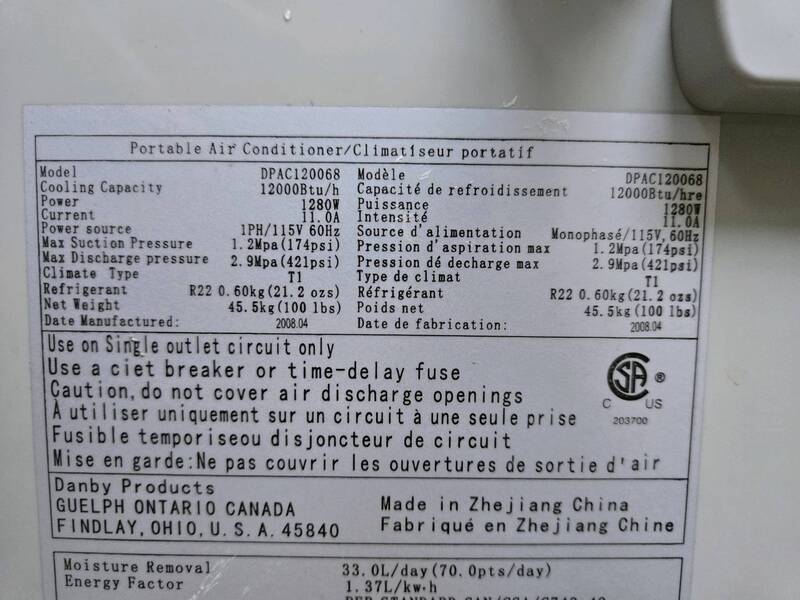 Portable Air Conditioner/Climat1seur portatif
Model DPAC120068 Modèle DPAC120068
Cooling Capacity 12000Btu/h Capacité de refroidissement 12000Btu/hre
Power 1280W Puissance 1280W
Current 11.0A Intensité 11.0A
Power source 1PH/115V 60Hz Source d'alimentation Monophasé/115V, 60Hz
Max Suction Pressure 1.2Mpa(174psi) Pression d'aspiration max 1.2Mpa(174psi)
Max Discharge pressure 2.9Mpa(421psi) Pression dé decharge max 2.9Mpa(421psi)
Climate Type T1 Type de climat T1
Refrigerant R22 0.60kg(21.2 ozs) Réfrigérant R22 0.60kg(21.2 ozs)
Net Weight 45.5kg(100 lbs) Poids net 45.5kg(100 lbs)
Date Manufactured: 2008.04 Date de fabrication: 2008.04
Use on Single outlet circuit only
Use a ciet breaker or time-delay fuse
Caution, do not cover air discharge openings
À utiliser uniquement sur un circuit à une seule prise
Fusible temporiseou disjoncteur de circuit
Mise en garde:Ne pas couvrir les ouvertures de sortie d'air
CSA ®
C US
203700
Danby Products
GUELPH ONTARIO CANADA
FINDLAY, OHIO, U.S.A. 45840
Made in Zhejiang China
Fabriqué en Zhejiang Chine
Moisture Removal 33.0L/day(70.0pts/day)
Energy Factor 1.37L/kw·h